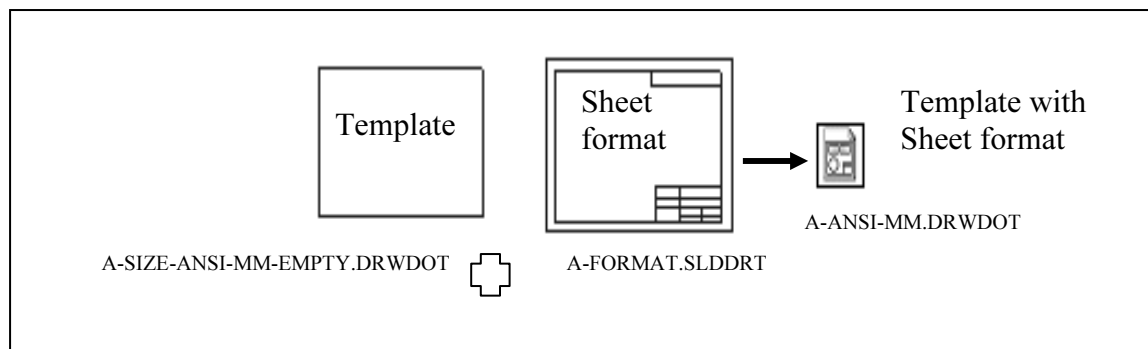 Template
Sheet
format
Template with
Sheet format
A-SIZE-ANSI-MM-EMPTY.DRWDOT
A-FORMAT.SLDDRT
A-ANSI-MM.DRWDOT